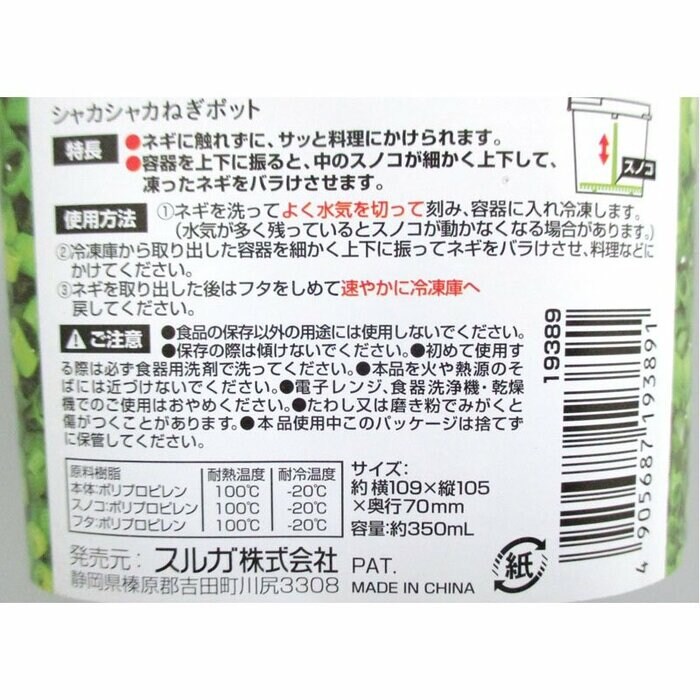 シャカシャカねぎポット
特長 ●ネギに触れずに、サッと料理にかけられます。
●容器を上下に振ると、中のスノコが細かく上下して、
凍ったネギをバラけさせます。
スノコ
使用方法 ①ネギを洗ってよく水気を切って刻み、容器に入れ冷凍します。
(水気が多く残っているとスノコが動かなくなる場合があります。)
②冷凍庫から取り出した容器を細かく上下に振ってネギをバラけさせ、料理などに
かけてください。
③ネギを取り出した後はフタをしめて速やかに冷凍庫へ
戻してください。
ご注意 ●食品の保存以外の用途には使用しないでください。
●保存の際は傾けないでください。●初めて使用す
る際は必ず食器用洗剤で洗ってください。●本品を火や熱源のそ
ばには近づけないでください。●電子レンジ、食器洗浄機・乾燥
機でのご使用はおやめください。●たわし又は磨き粉でみがくと
傷がつくことがあります。●本品使用中このパッケージは捨てず
に保管してください。
原料樹脂 耐熱温度 耐冷温度
本体:ポリプロピレン 100℃ -20℃
スノコ:ポリプロピレン 100℃ -20℃
フタ:ポリプロピレン 100℃ -20℃
サイズ:
約横109×縦105
×奥行70mm
容量:約350mL
発売元: スルガ株式会社 PAT.
静岡県榛原郡吉田町川尻3308 MADE IN CHINA
紙
19389
4 905687 193891